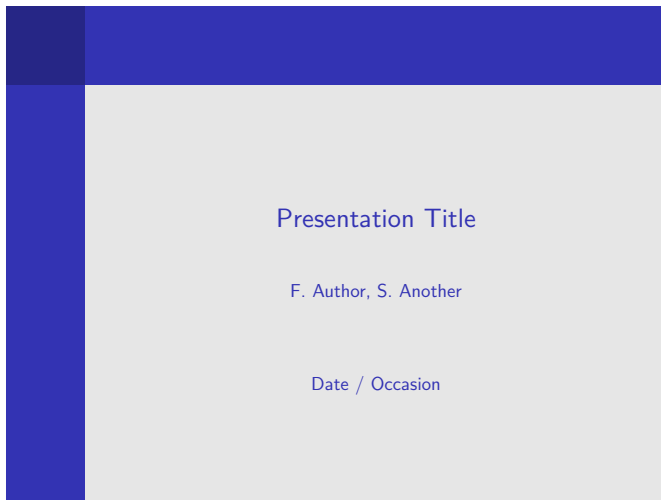 Presentation Title
F. Author, S. Another
Date / Occasion